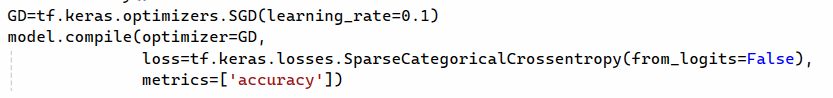 GD=tf.keras.optimizers.SGD(learning_rate=0.1)
model.compile(optimizer=GD,
              loss=tf.keras.losses.SparseCategoricalCrossentropy(from_logits=False),
              metrics=['accuracy'])